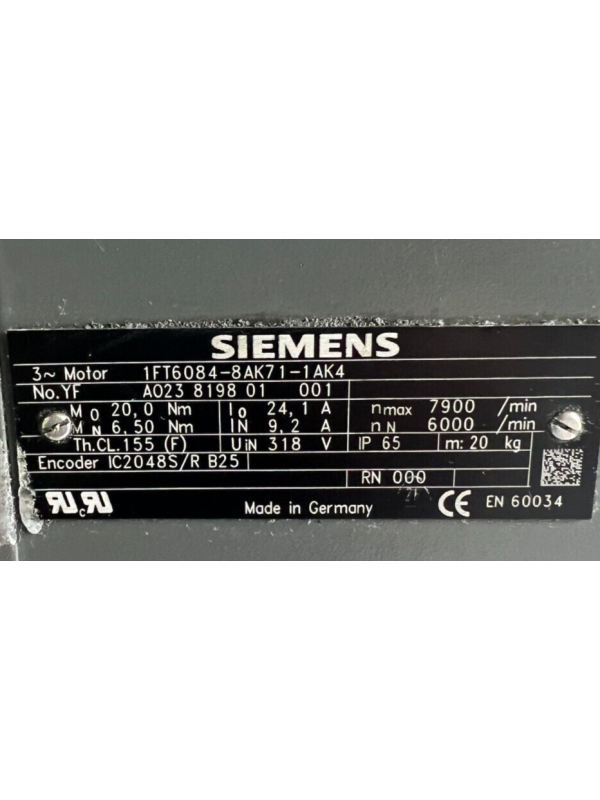 SIEMENS
3~ Motor 1FT6084-8AK71-1AK4
No.YF A023 8198 01 001
M0 20,0 Nm I0 24,1 A nmax 7900 /min
MN 6,50 Nm IN 9,2 A nN 6000 /min
Th.CL.155 (F) UiN 318 V IP 65 m: 20 kg
Encoder IC2048S/R B25
RN 000
RU c RU Made in Germany CE EN 60034